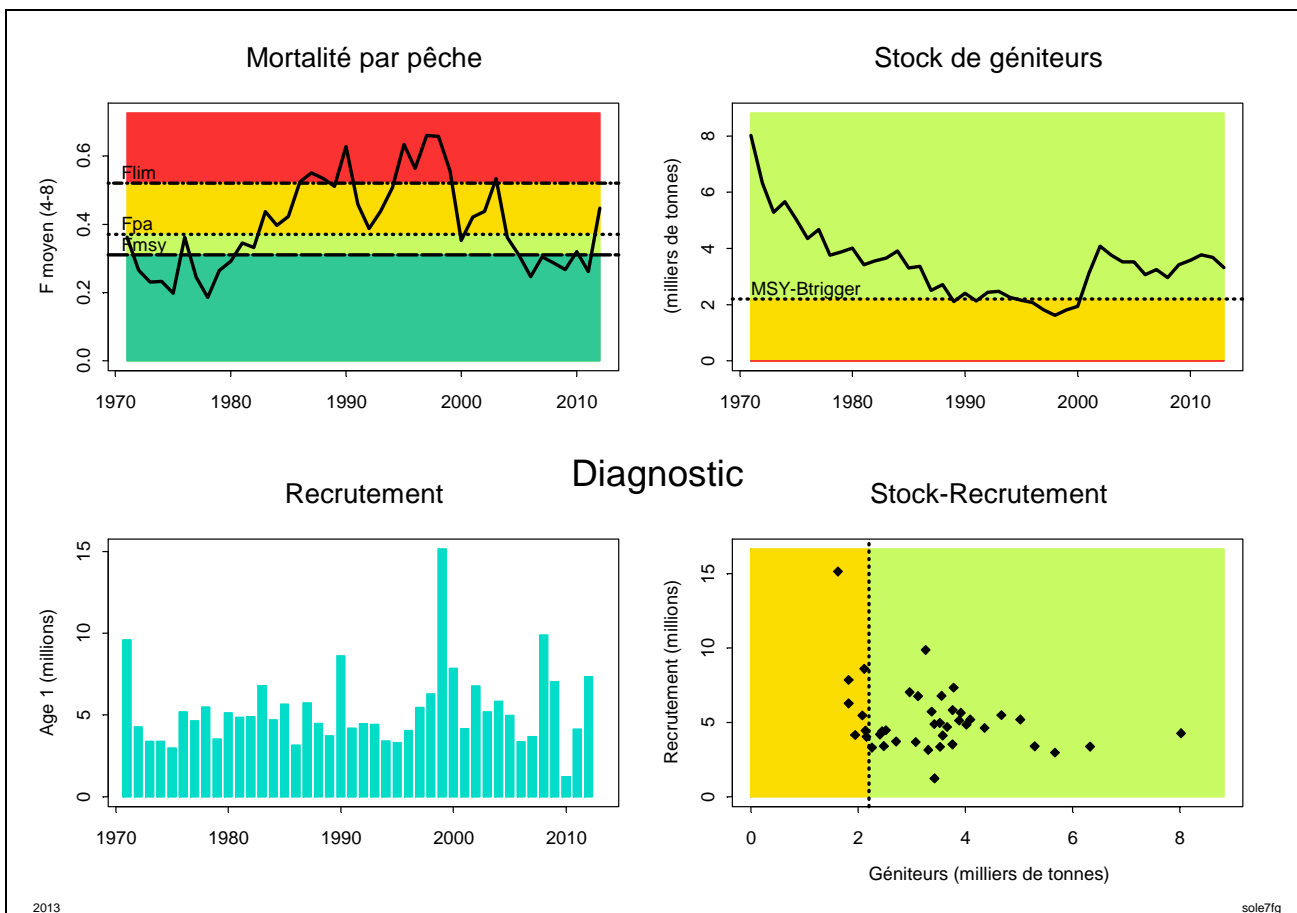 Mortalité par pêche
F moyen (4-8)
0.0 0.2 0.4 0.6
Flim
Fpa
Fmsy
1970 1980 1990 2000 2010
Stock de géniteurs
(milliers de tonnes)
0 2 4 6 8
MSY-Btrigger
1970 1980 1990 2000 2010
Diagnostic
Recrutement
Age 1 (millions)
0 5 10 15
1970 1980 1990 2000 2010
Stock-Recrutement
Recrutement (millions)
0 5 10 15
0 2 4 6 8
Géniteurs (milliers de tonnes)
2013
sole7fg